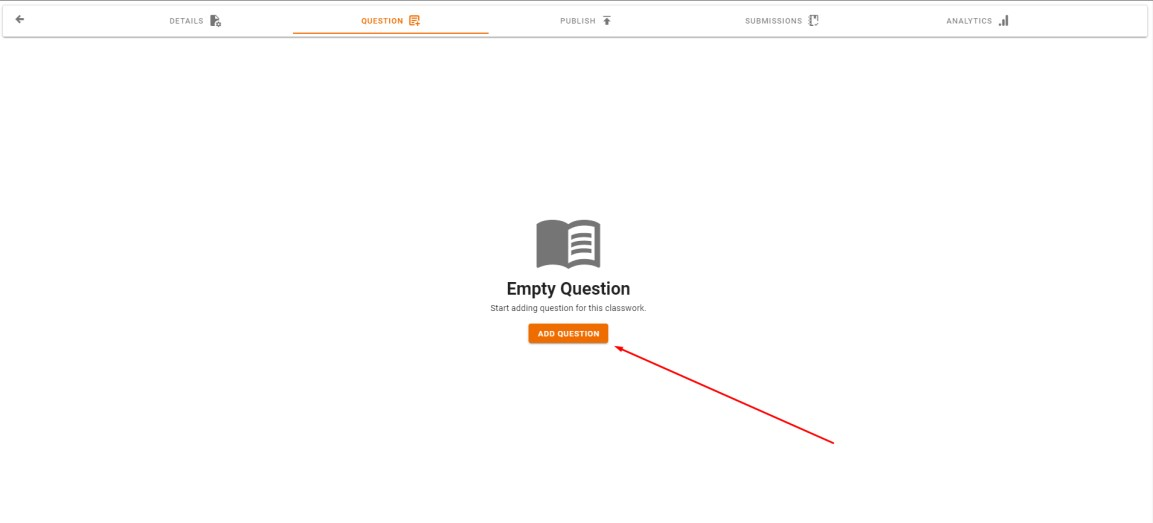 DETAILS QUESTION PUBLISH SUBMISSIONS ANALYTICS
Empty Question
Start adding question for this classwork.
ADD QUESTION